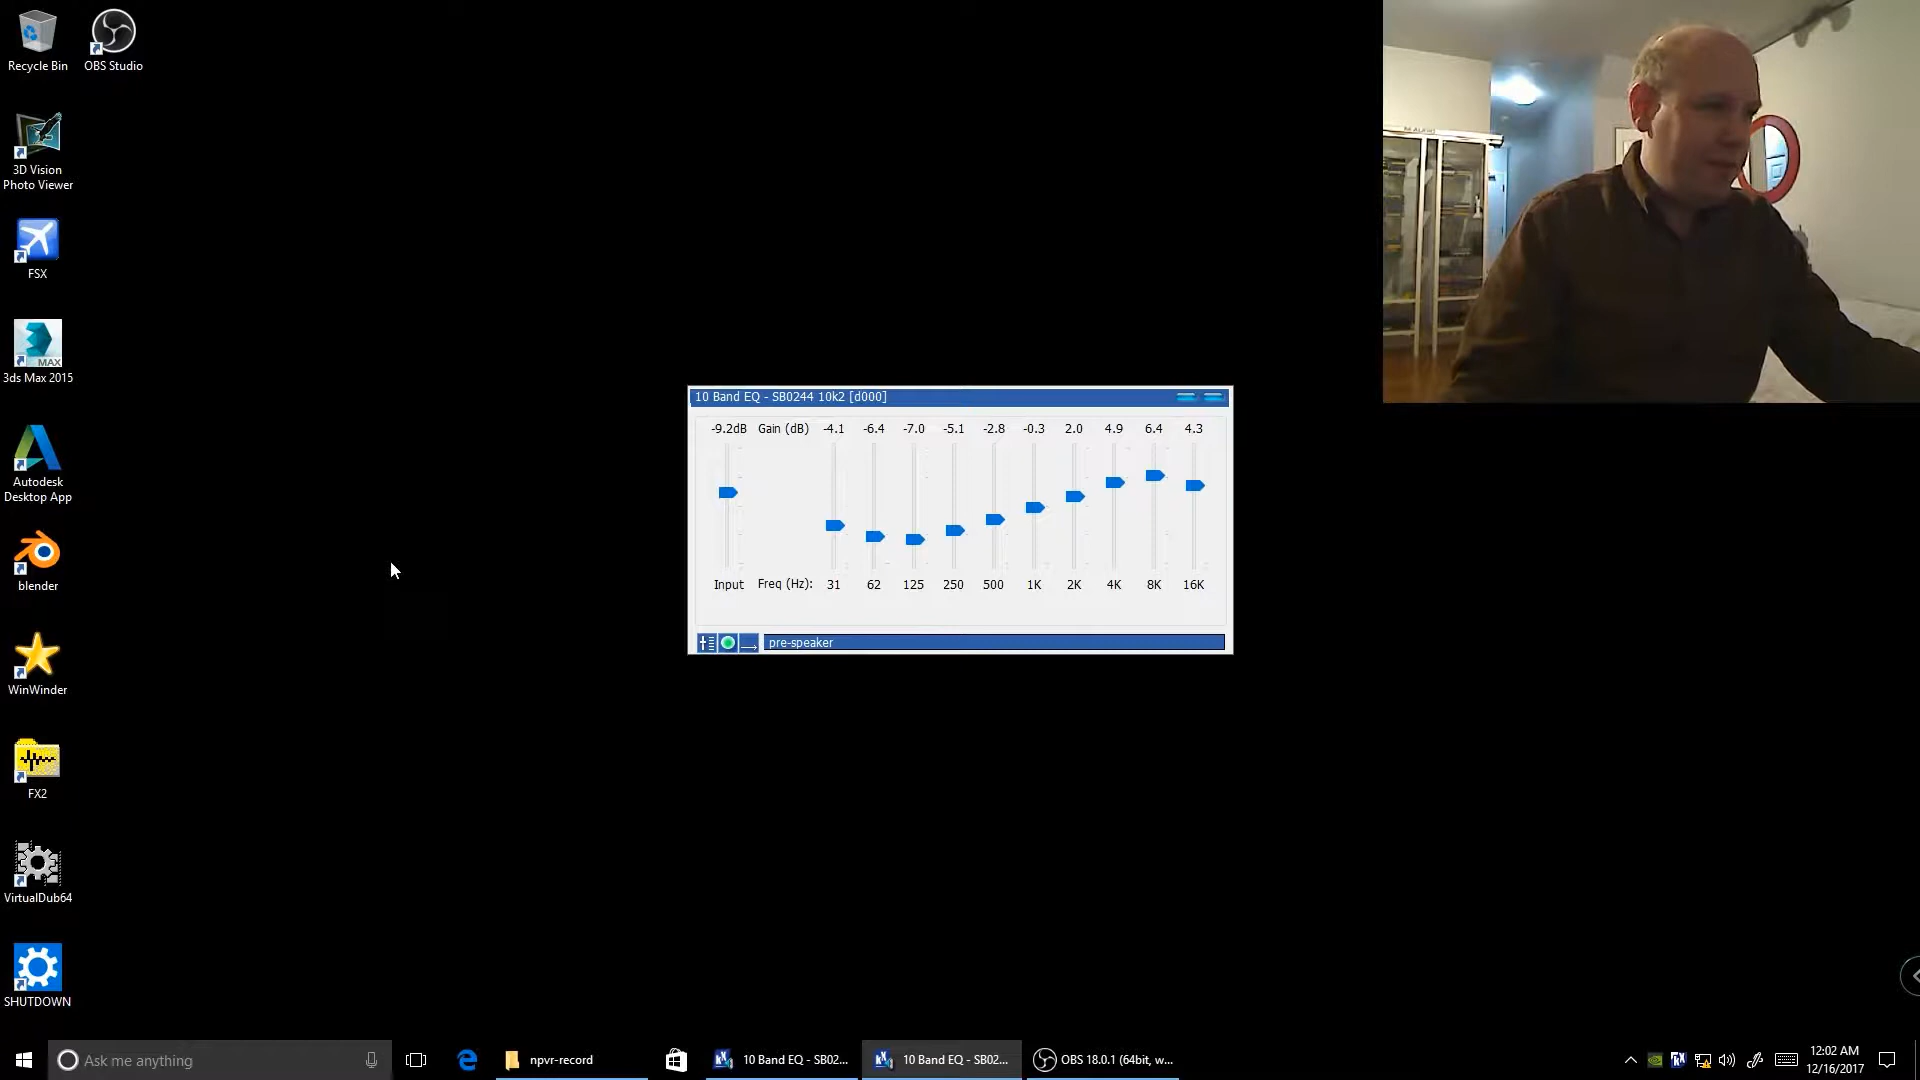 Recycle Bin
OBS Studio
3D Vision
Photo Viewer
FSX
MAX
3ds Max 2015
Autodesk
Desktop App
blender
WinWinder
FX2
VirtualDub64
SHUTDOWN
10 Band EQ - SB0244 10k2 [d000]
-9.2dB Gain (dB) -4.1 -6.4 -7.0 -5.1 -2.8 -0.3 2.0 4.9 6.4 4.3
Input Freq (Hz): 31 62 125 250 500 1K 2K 4K 8K 16K
pre-speaker
Ask me anything
npvr-record
10 Band EQ - SB02...
10 Band EQ - SB02...
OBS 18.0.1 (64bit, w...
12:02 AM
12/16/2017